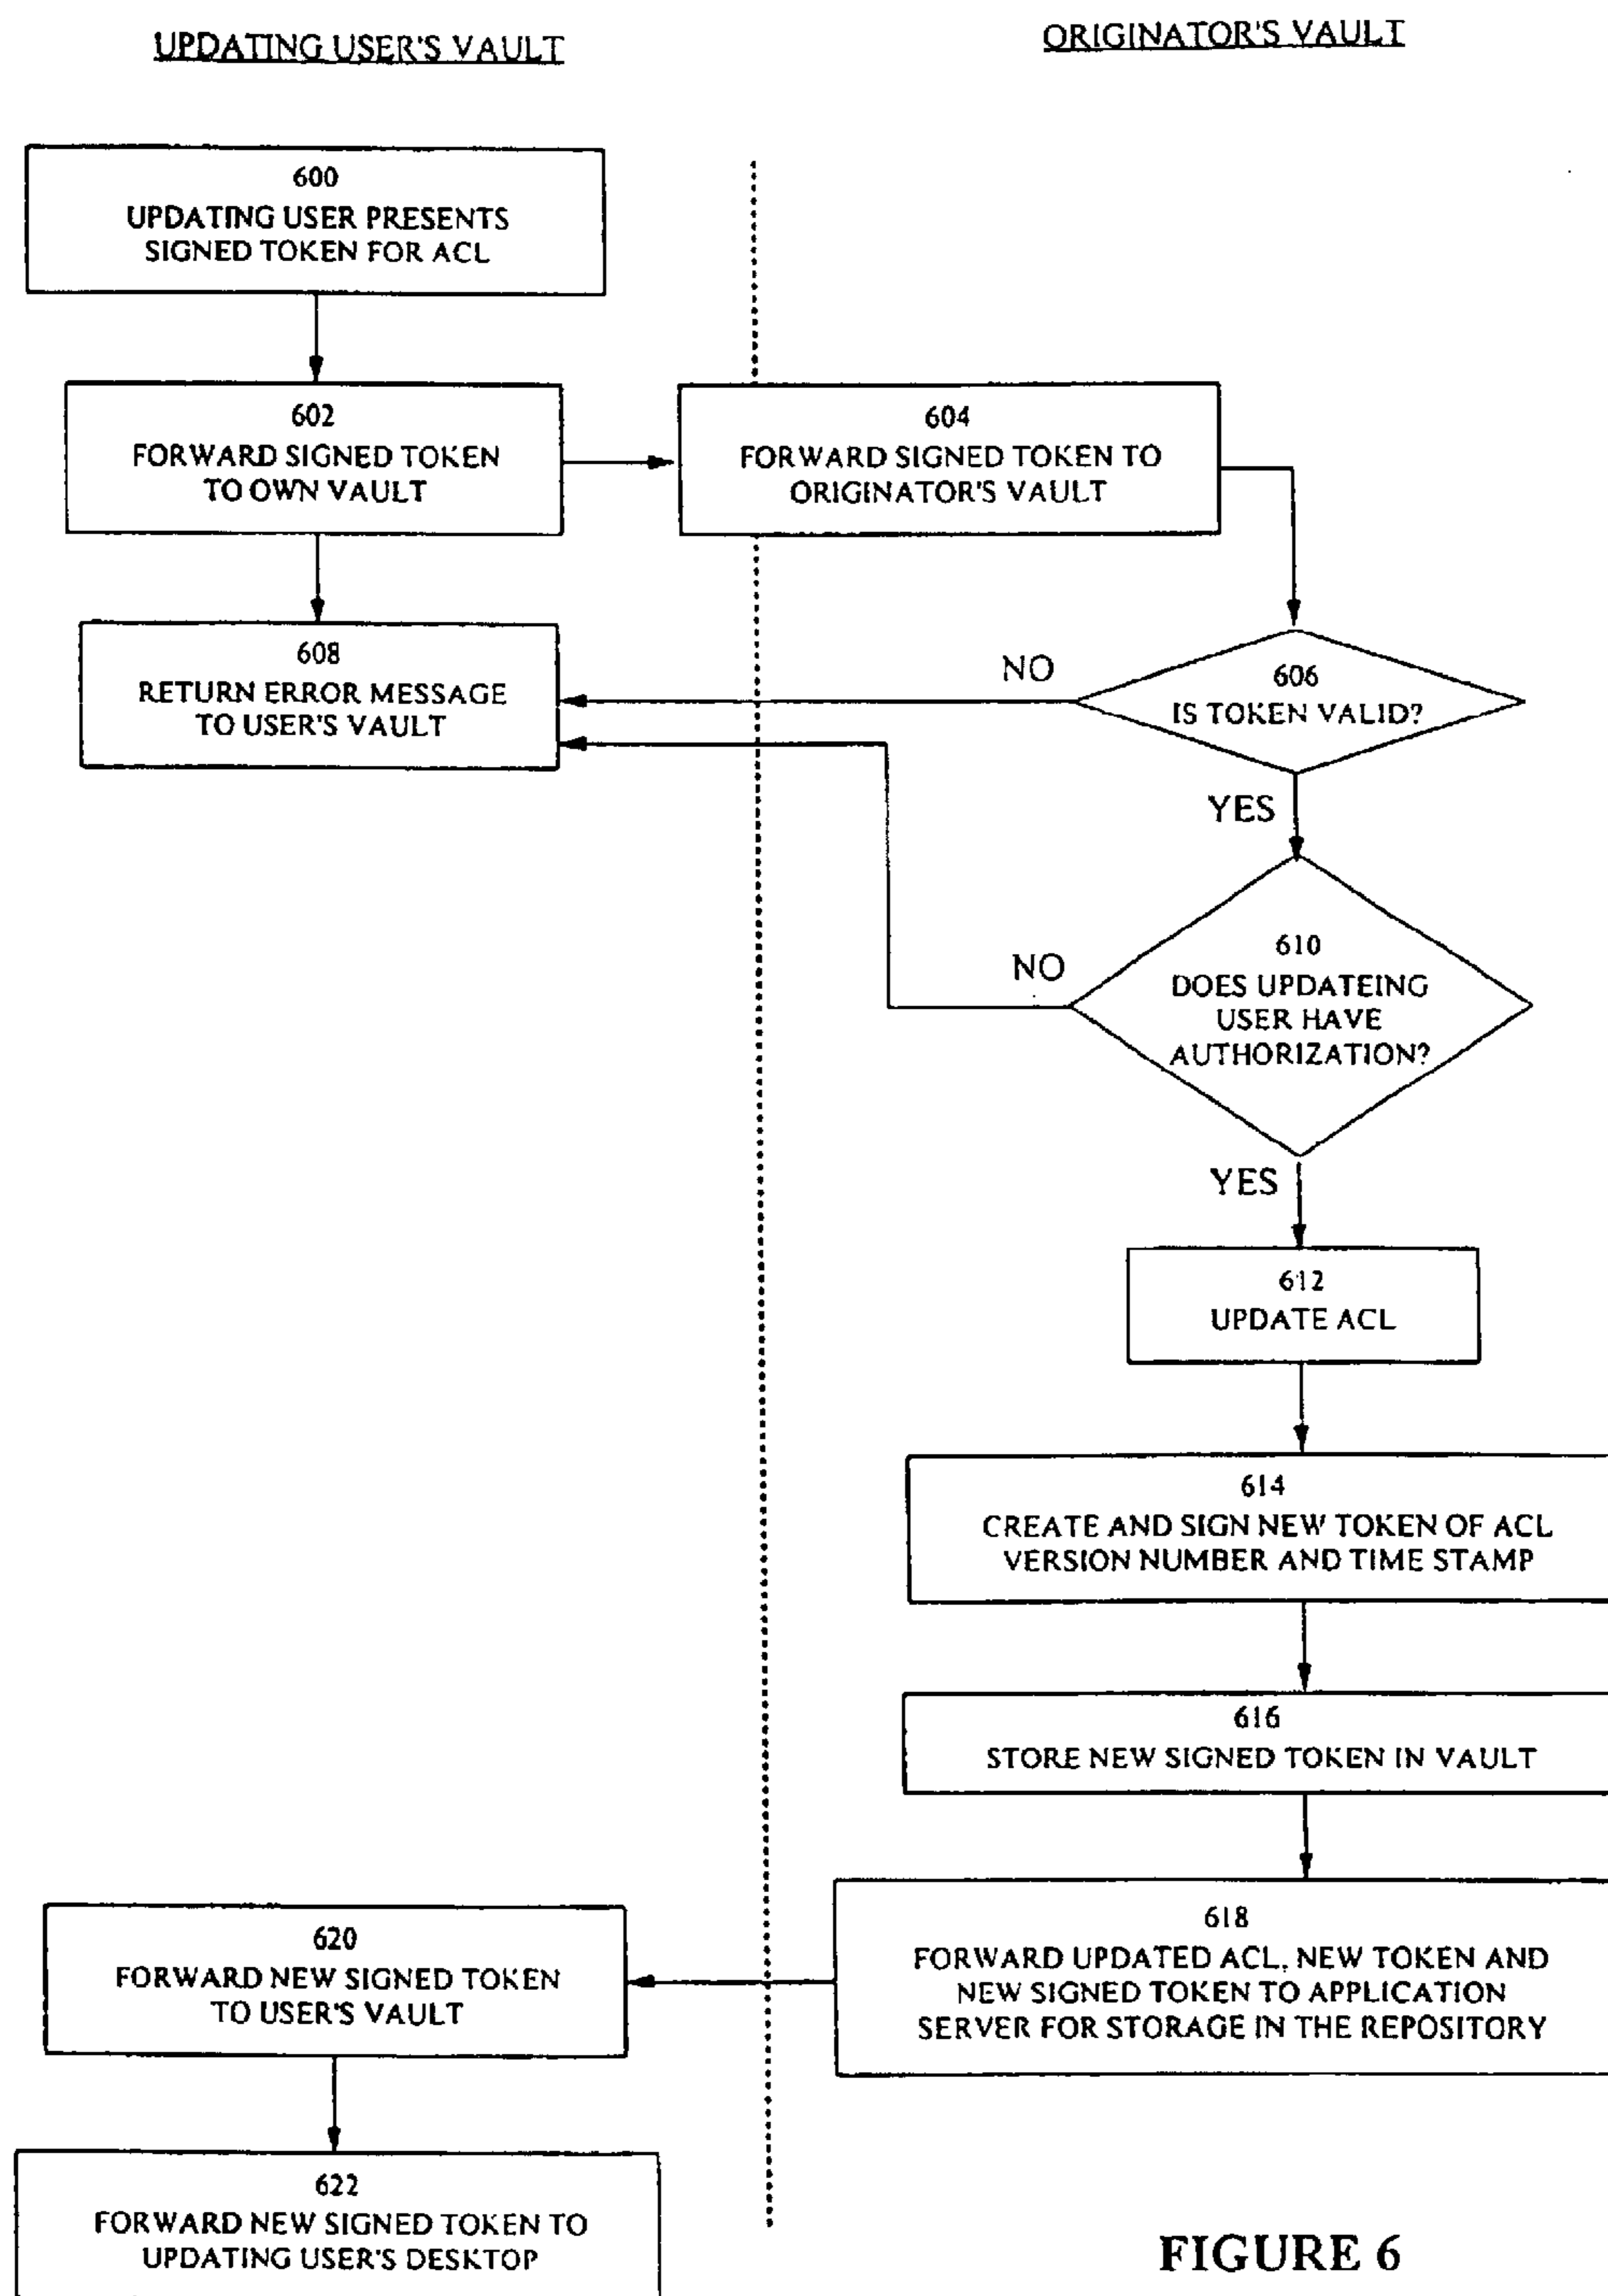 UPDATING USER'S VAULT
ORIGINATOR'S VAULT
600
UPDATING USER PRESENTS
SIGNED TOKEN FOR ACL
602
FORWARD SIGNED TOKEN
TO OWN VAULT
604
FORWARD SIGNED TOKEN TO
ORIGINATOR'S VAULT
608
RETURN ERROR MESSAGE
TO USER'S VAULT
NO
606
IS TOKEN VALID?
YES
NO
610
DOES UPDATEING
USER HAVE
AUTHORIZATION?
YES
612
UPDATE ACL
614
CREATE AND SIGN NEW TOKEN OF ACL
VERSION NUMBER AND TIME STAMP
616
STORE NEW SIGNED TOKEN IN VAULT
618
FORWARD UPDATED ACL, NEW TOKEN AND
NEW SIGNED TOKEN TO APPLICATION
SERVER FOR STORAGE IN THE REPOSITORY
620
FORWARD NEW SIGNED TOKEN
TO USER'S VAULT
622
FORWARD NEW SIGNED TOKEN TO
UPDATING USER'S DESKTOP
FIGURE 6